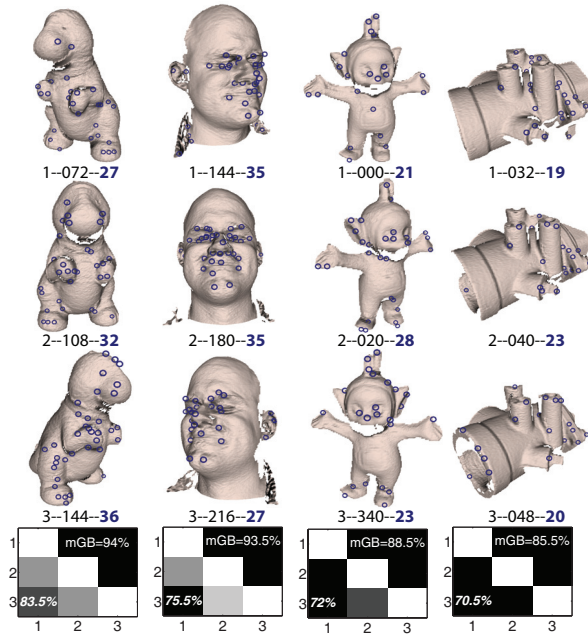 1--072--27 1--144--35 1--000--21 1--032--19
2--108--32 2--180--35 2--020--28 2--040--23
3--144--36 3--216--27 3--340--23 3--048--20
1 mGB=94% mGB=93.5% 1 mGB=88.5% 1 mGB=85.5%
2 2 2 2
3 83.5% 3 75.5% 3 72% 3 70.5%
1 2 3 1 2 3 1 2 3 1 2 3